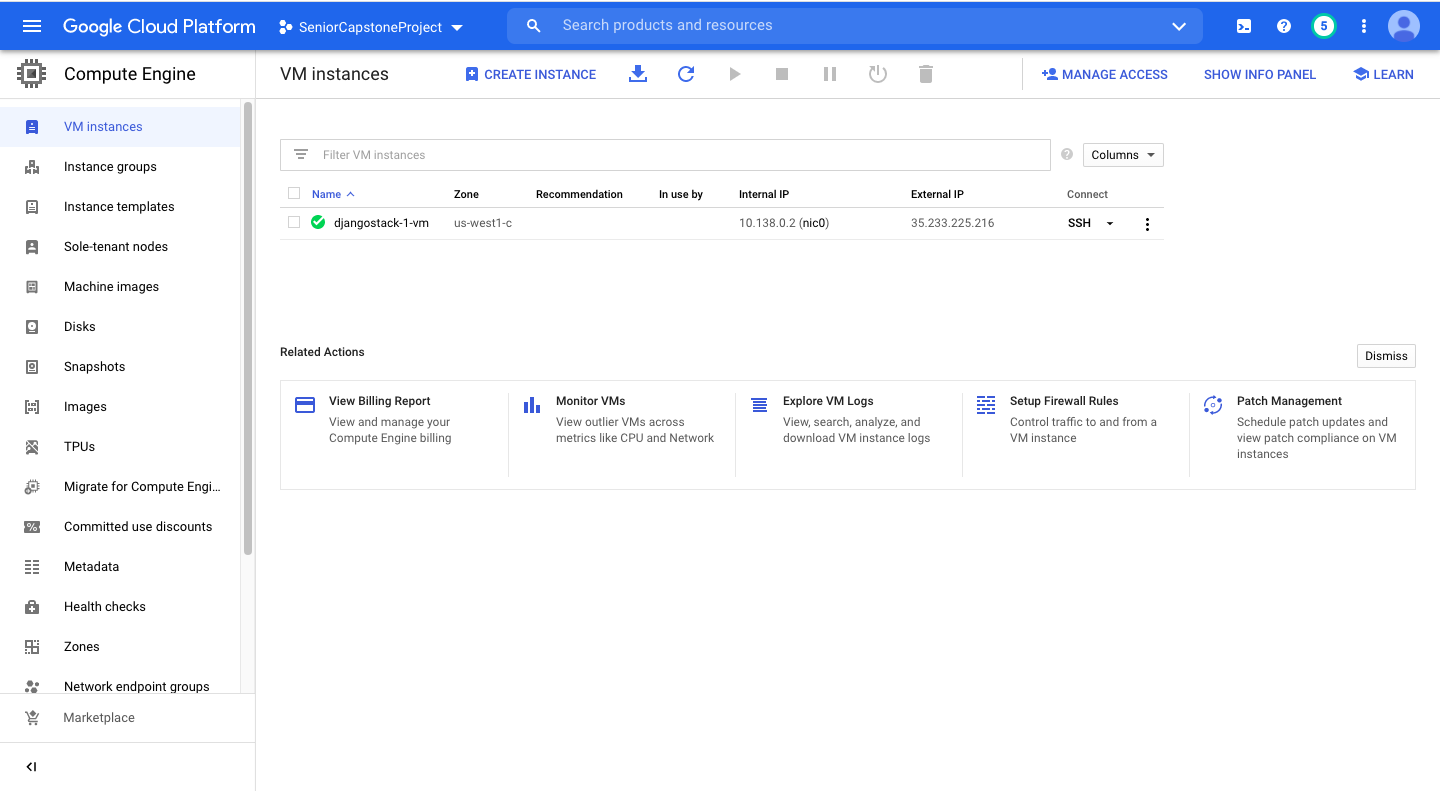 Google Cloud Platform
SeniorCapstoneProject
Search products and resources
5
Compute Engine
VM instances
CREATE INSTANCE
MANAGE ACCESS
SHOW INFO PANEL
LEARN
VM instances
Instance groups
Instance templates
Sole-tenant nodes
Machine images
Disks
Snapshots
Images
TPUs
Migrate for Compute Engi...
Committed use discounts
Metadata
Health checks
Zones
Network endpoint groups
Marketplace
Filter VM instances
Columns
Name Zone Recommendation In use by Internal IP External IP Connect
djangostack-1-vm us-west1-c 10.138.0.2 (nic0) 35.233.225.216 SSH
Related Actions
Dismiss
View Billing Report
View and manage your
Compute Engine billing
Monitor VMs
View outlier VMs across
metrics like CPU and Network
Explore VM Logs
View, search, analyze, and
download VM instance logs
Setup Firewall Rules
Control traffic to and from a
VM instance
Patch Management
Schedule patch updates and
view patch compliance on VM
instances